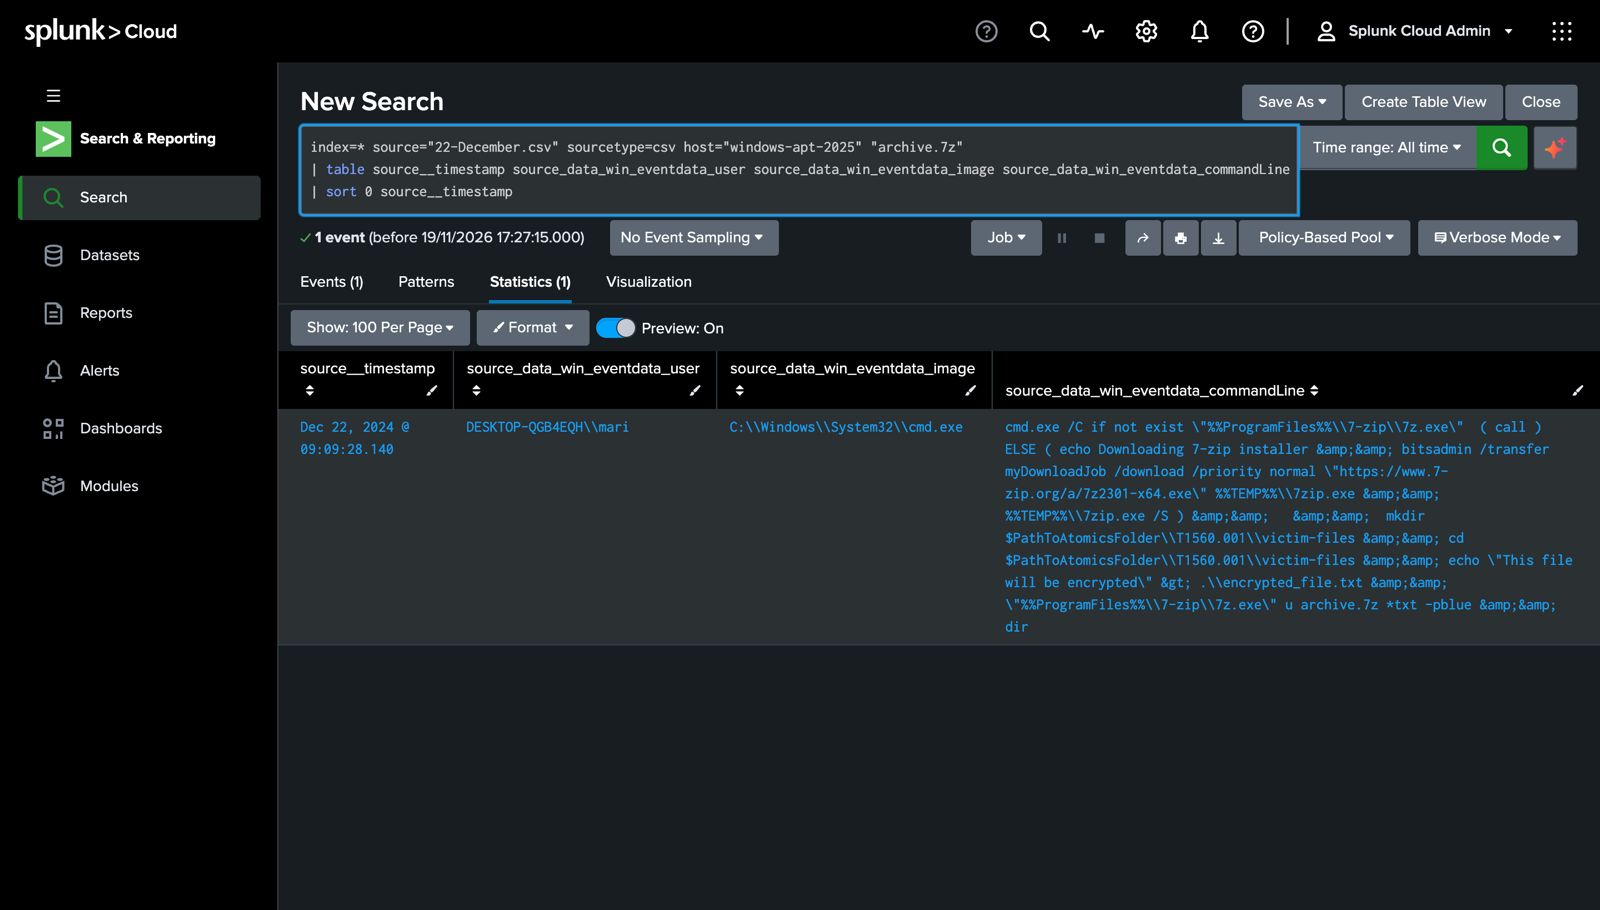 splunk> Cloud
Splunk Cloud Admin
Search & Reporting
Search
Datasets
Reports
Alerts
Dashboards
Modules
New Search
Save As
Create Table View
Close
index=* source="22-December.csv" sourcetype=csv host="windows-apt-2025" "archive.7z"
| table source__timestamp source_data_win_eventdata_user source_data_win_eventdata_image source_data_win_eventdata_commandLine
| sort 0 source__timestamp
Time range: All time
1 event (before 19/11/2026 17:27:15.000)
No Event Sampling
Job
Policy-Based Pool
Verbose Mode
Events (1)
Patterns
Statistics (1)
Visualization
Show: 100 Per Page
Format
Preview: On
source__timestamp
source_data_win_eventdata_user
source_data_win_eventdata_image
source_data_win_eventdata_commandLine
Dec 22, 2024 @
09:09:28.140
DESKTOP-QGB4EQH\\mari
C:\\Windows\\System32\\cmd.exe
cmd.exe /C if not exist \"%%ProgramFiles%%\\7-zip\\7z.exe\"  ( call )
ELSE ( echo Downloading 7-zip installer &amp;&amp; bitsadmin /transfer
myDownloadJob /download /priority normal \"https://www.7-
zip.org/a/7z2301-x64.exe\" %%TEMP%%\\7zip.exe &amp;&amp;
%%TEMP%%\\7zip.exe /S ) &amp;&amp;   &amp;&amp;  mkdir
$PathToAtomicsFolder\\T1560.001\\victim-files &amp;&amp; cd
$PathToAtomicsFolder\\T1560.001\\victim-files &amp;&amp; echo \"This file
will be encrypted\" &gt; .\\encrypted_file.txt &amp;&amp;
\"%%ProgramFiles%%\\7-zip\\7z.exe\" u archive.7z *txt -pblue &amp;&amp;
dir